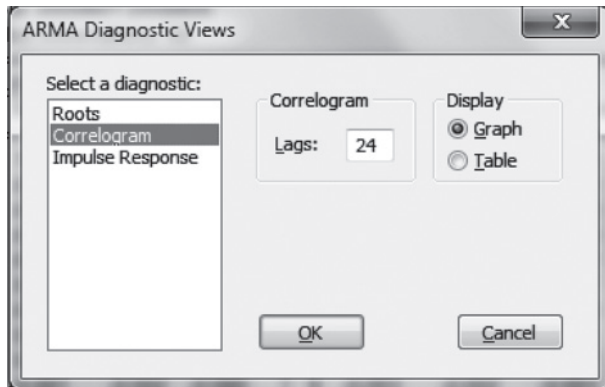 ARMA Diagnostic Views
Select a diagnostic:
Roots
Correlogram
Impulse Response
Correlogram
Lags: 24
Display
Graph
Table
OK
Cancel